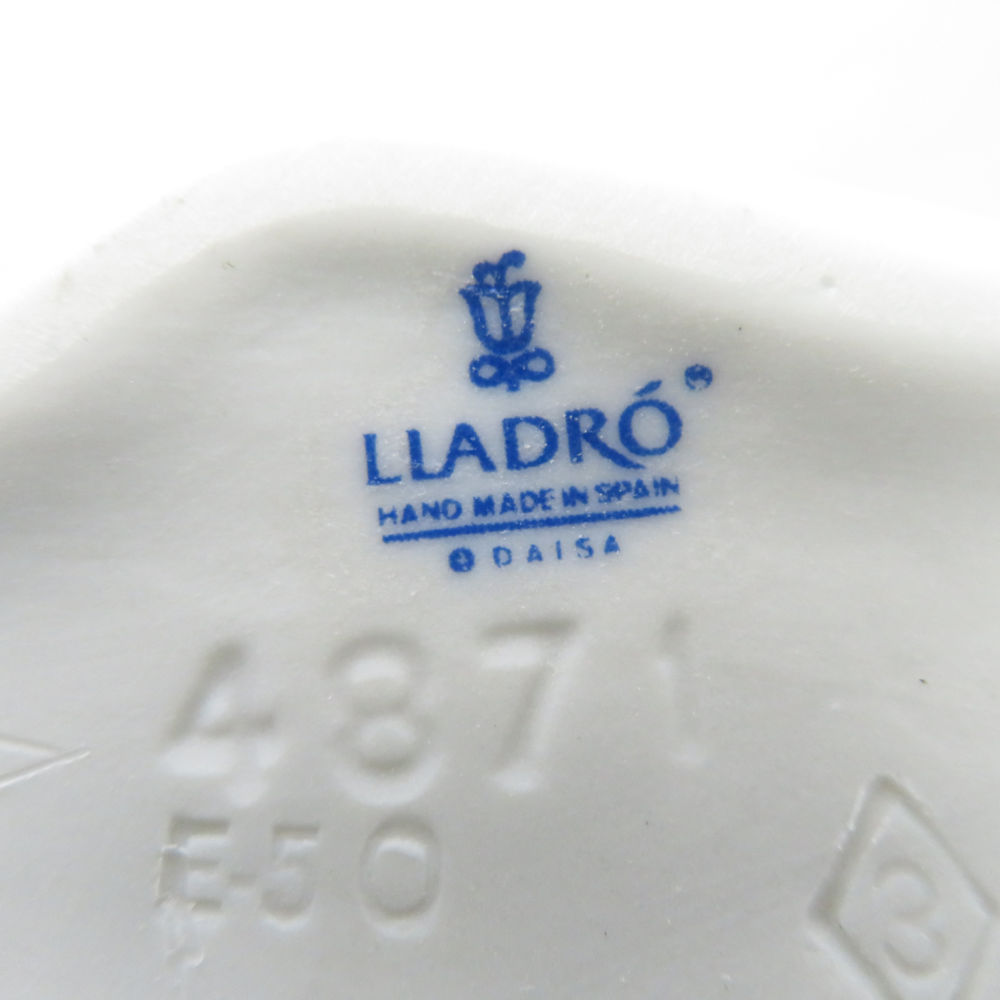 LLADRÓ
HAND MADE IN SPAIN
© DAISA
4871
E-50
3